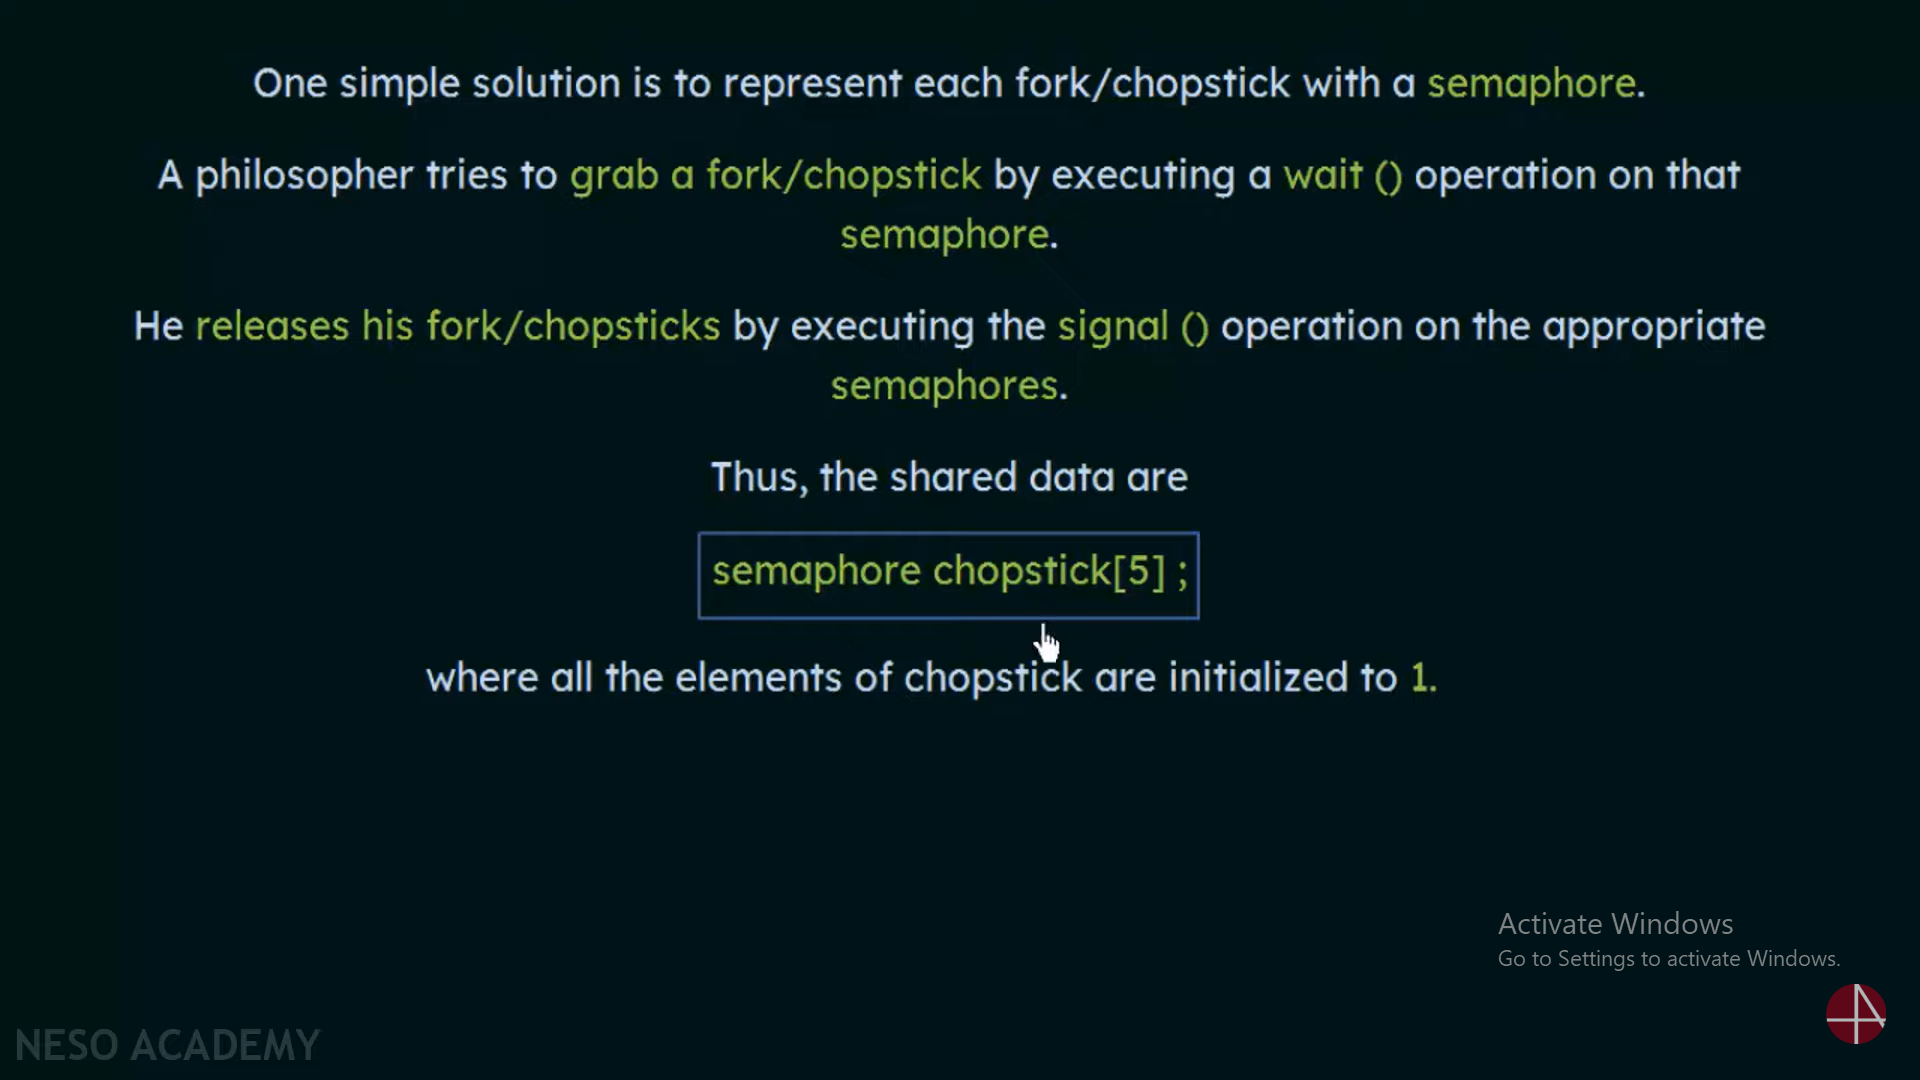 One simple solution is to represent each fork/chopstick with a semaphore.
A philosopher tries to grab a fork/chopstick by executing a wait () operation on that
semaphore.
He releases his fork/chopsticks by executing the signal () operation on the appropriate
semaphores.
Thus, the shared data are
semaphore chopstick[5] ;
where all the elements of chopstick are initialized to 1.
Activate Windows
Go to Settings to activate Windows.
NESO ACADEMY